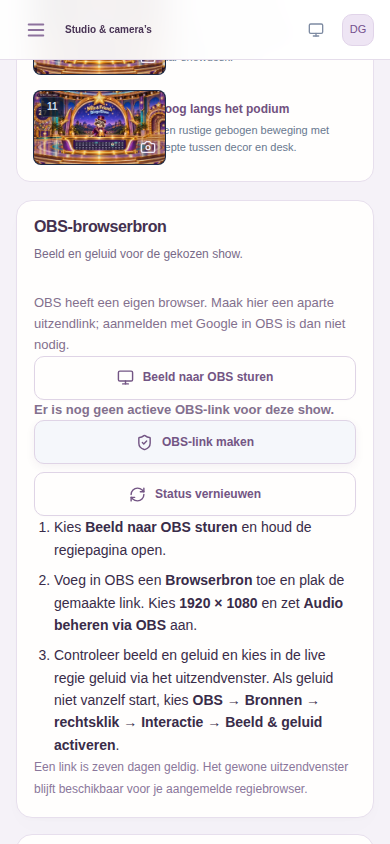 Studio & camera's
DG
11
oog langs het podium
en rustige gebogen beweging met
epte tussen decor en desk.
OBS-browserbron
Beeld en geluid voor de gekozen show.
OBS heeft een eigen browser. Maak hier een aparte
uitzendlink; aanmelden met Google in OBS is dan niet
nodig.
Beeld naar OBS sturen
Er is nog geen actieve OBS-link voor deze show.
OBS-link maken
Status vernieuwen
1. Kies Beeld naar OBS sturen en houd de
regiepagina open.
2. Voeg in OBS een Browserbron toe en plak de
gemaakte link. Kies 1920 × 1080 en zet Audio
beheren via OBS aan.
3. Controleer beeld en geluid en kies in de live
regie geluid via het uitzendvenster. Als geluid
niet vanzelf start, kies OBS → Bronnen →
rechtsklik → Interactie → Beeld & geluid
activeren.
Een link is zeven dagen geldig. Het gewone uitzendvenster
blijft beschikbaar voor je aangemelde regiebrowser.